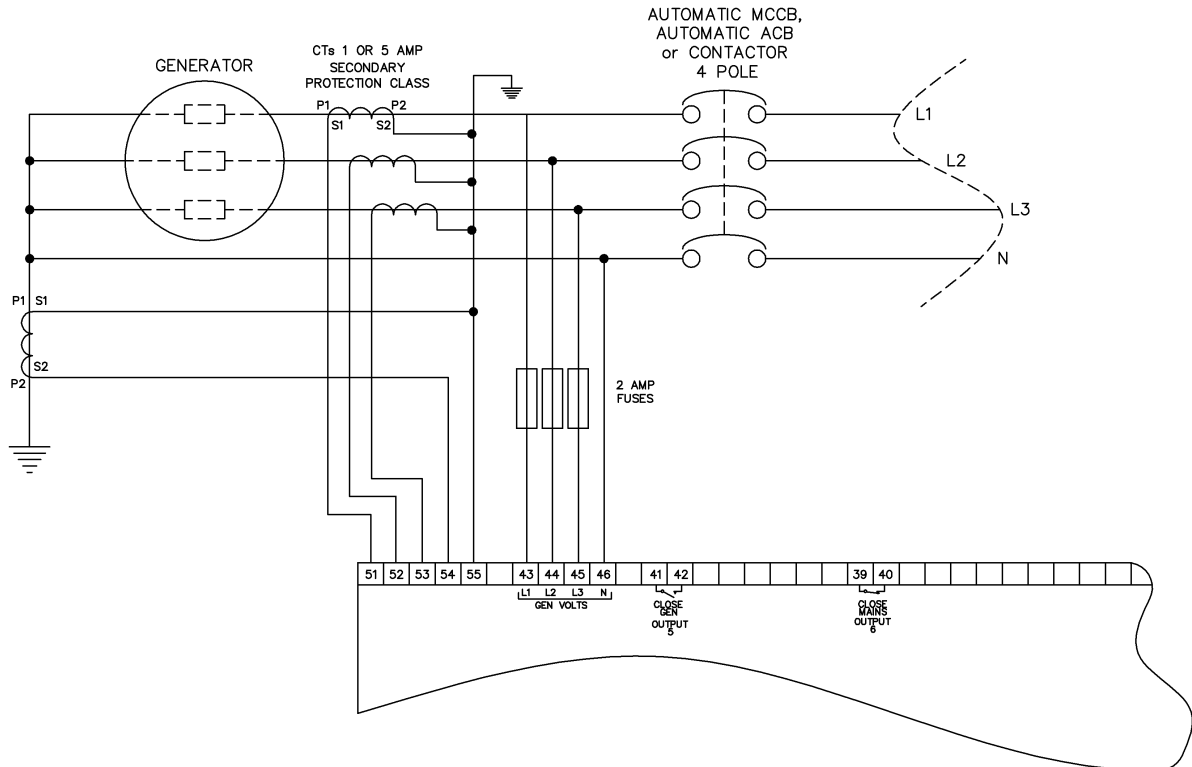 AUTOMATIC MCCB,
AUTOMATIC ACB
or CONTACTOR
4 POLE
GENERATOR
CTs 1 OR 5 AMP
SECONDARY
PROTECTION CLASS
P1 P2
S1 S2
L1
L2
L3
N
P1 S1
S2
P2
2 AMP
FUSES
51 52 53 54 55 43 44 45 46 41 42 39 40
L1 L2 L3 N
GEN VOLTS
CLOSE
GEN
OUTPUT
5
CLOSE
MAINS
OUTPUT
6